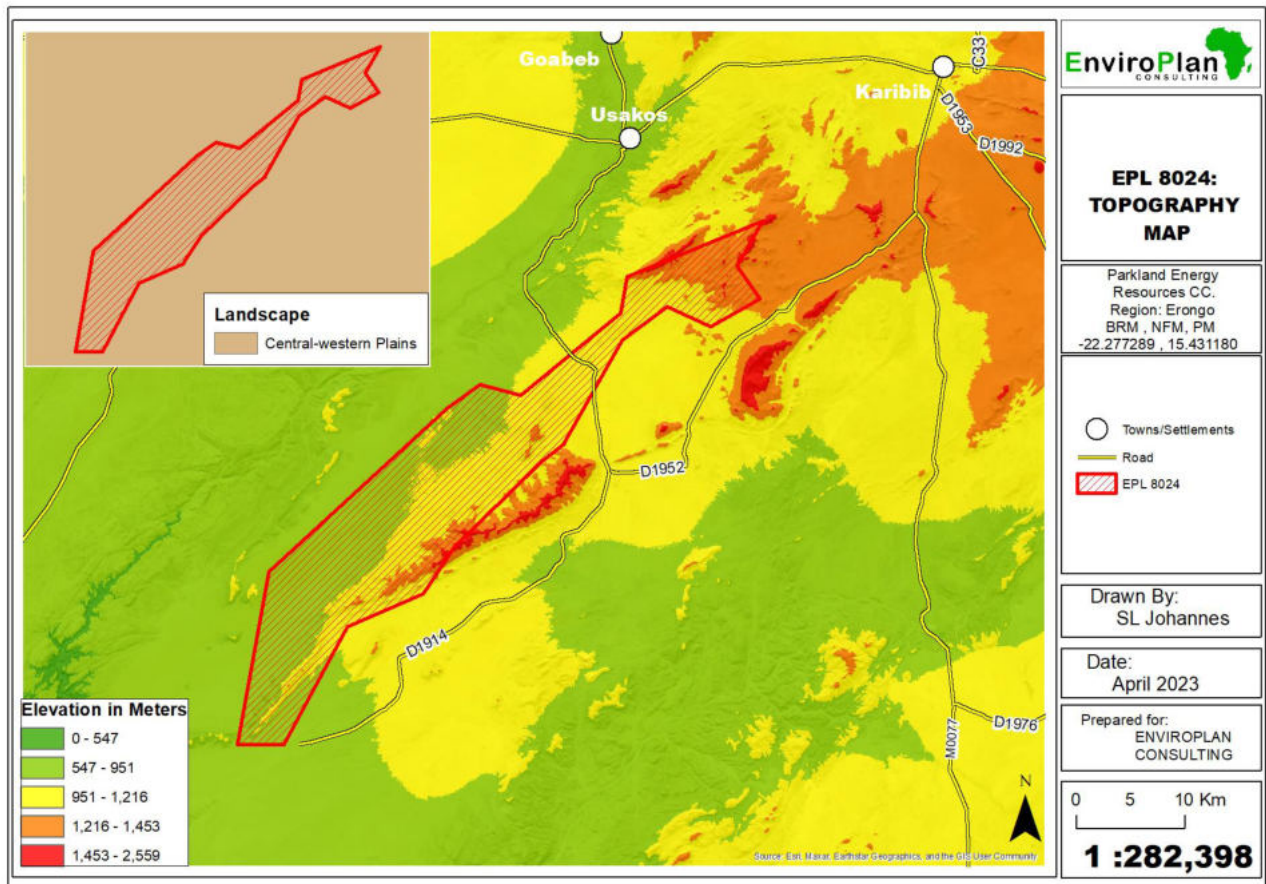 Goabeb
Usakos
Karibib
C33
D1953
D1992
D1952
D1914
M0077
D1976
Landscape
Central-western Plains
Elevation in Meters
0 - 547
547 - 951
951 - 1,216
1,216 - 1,453
1,453 - 2,559
Source: Esri, Maxar, Earthstar Geographics, and the GIS User Community
N
EnviroPlan
CONSULTING
EPL 8024:
TOPOGRAPHY
MAP
Parkland Energy
Resources CC.
Region: Erongo
BRM , NFM, PM
-22.277289 , 15.431180
Towns/Settlements
Road
EPL 8024
Drawn By:
SL Johannes
Date:
April 2023
Prepared for:
ENVIROPLAN
CONSULTING
0 5 10 Km
1 :282,398